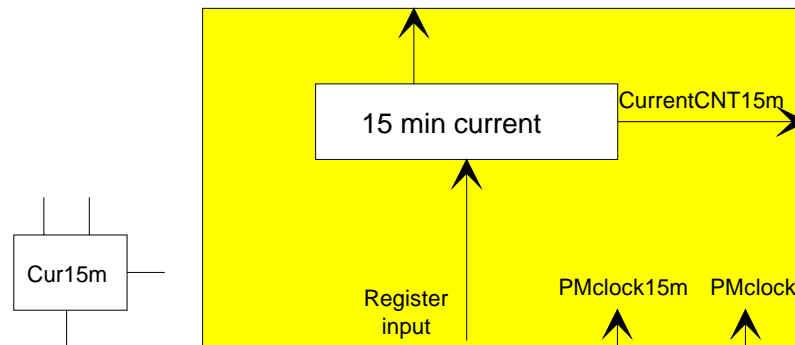 CurrentCNT15m
15 min current
Cur15m
Register
input
PMclock15m
PMclock